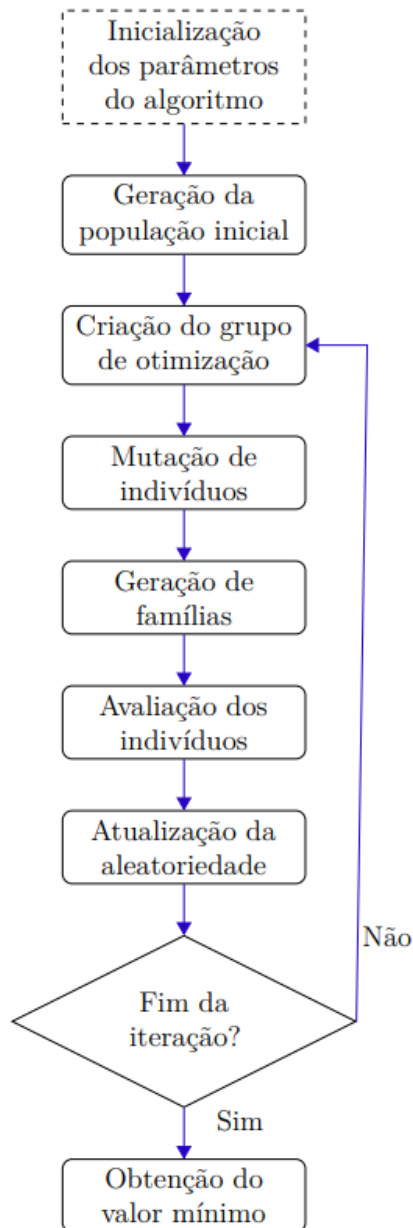 Inicialização
dos parâmetros
do algoritmo
Geração da
população inicial
Criação do grupo
de otimização
Mutação de
indivíduos
Geração de
famílias
Avaliação dos
indivíduos
Atualização da
aleatoriedade
Não
Fim da
iteração?
Sim
Obtenção do
valor mínimo